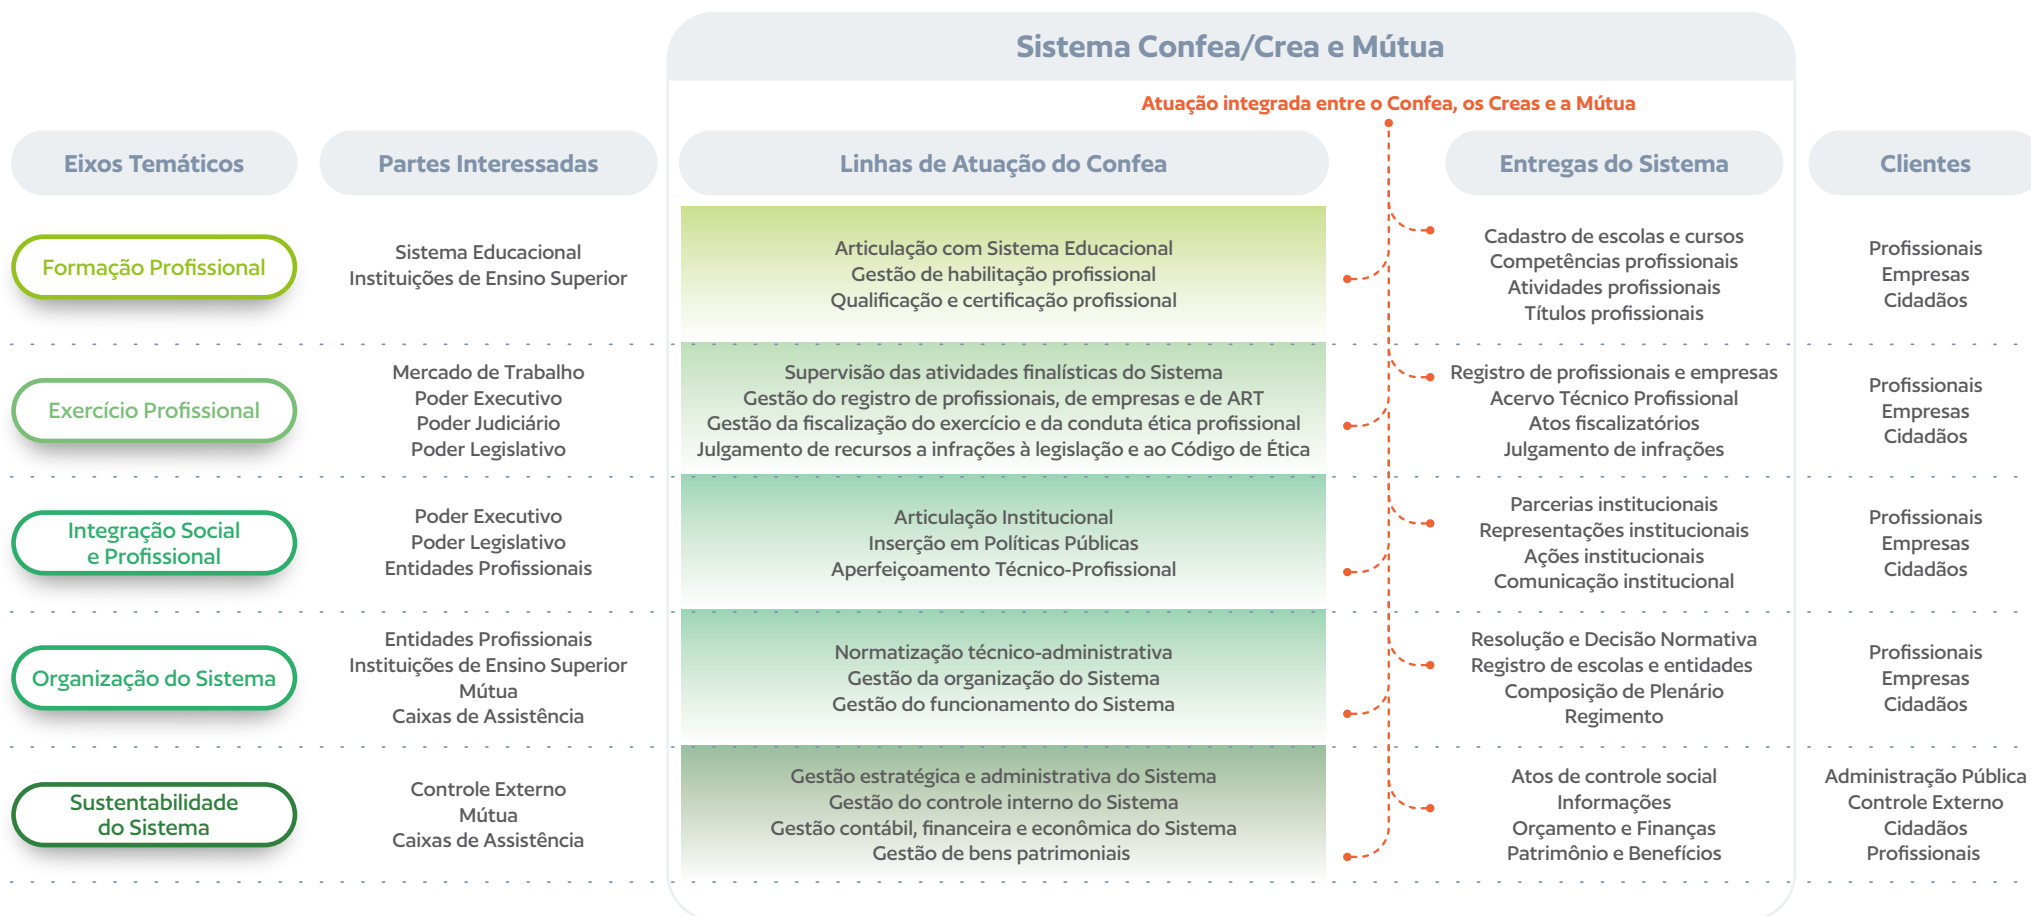 Sistema Confea/Crea e Mútua
Atuação integrada entre o Confea, os Creas e a Mútua
Eixos Temáticos
Partes Interessadas
Linhas de Atuação do Confea
Entregas do Sistema
Clientes
Formação Profissional
Sistema Educacional
Instituições de Ensino Superior
Articulação com Sistema Educacional
Gestão de habilitação profissional
Qualificação e certificação profissional
Cadastro de escolas e cursos
Competências profissionais
Atividades profissionais
Títulos profissionais
Profissionais
Empresas
Cidadãos
Exercício Profissional
Mercado de Trabalho
Poder Executivo
Poder Judiciário
Poder Legislativo
Supervisão das atividades finalísticas do Sistema
Gestão do registro de profissionais, de empresas e de ART
Gestão da fiscalização do exercício e da conduta ética profissional
Julgamento de recursos a infrações à legislação e ao Código de Ética
Registro de profissionais e empresas
Acervo Técnico Profissional
Atos fiscalizatórios
Julgamento de infrações
Profissionais
Empresas
Cidadãos
Integração Social
e Profissional
Poder Executivo
Poder Legislativo
Entidades Profissionais
Articulação Institucional
Inserção em Políticas Públicas
Aperfeiçoamento Técnico-Profissional
Parcerias institucionais
Representações institucionais
Ações institucionais
Comunicação institucional
Profissionais
Empresas
Cidadãos
Organização do Sistema
Entidades Profissionais
Instituições de Ensino Superior
Mútua
Caixas de Assistência
Normatização técnico-administrativa
Gestão da organização do Sistema
Gestão do funcionamento do Sistema
Resolução e Decisão Normativa
Registro de escolas e entidades
Composição de Plenário
Regimento
Profissionais
Empresas
Cidadãos
Sustentabilidade
do Sistema
Controle Externo
Mútua
Caixas de Assistência
Gestão estratégica e administrativa do Sistema
Gestão do controle interno do Sistema
Gestão contábil, financeira e econômica do Sistema
Gestão de bens patrimoniais
Atos de controle social
Informações
Orçamento e Finanças
Patrimônio e Benefícios
Administração Pública
Controle Externo
Cidadãos
Profissionais